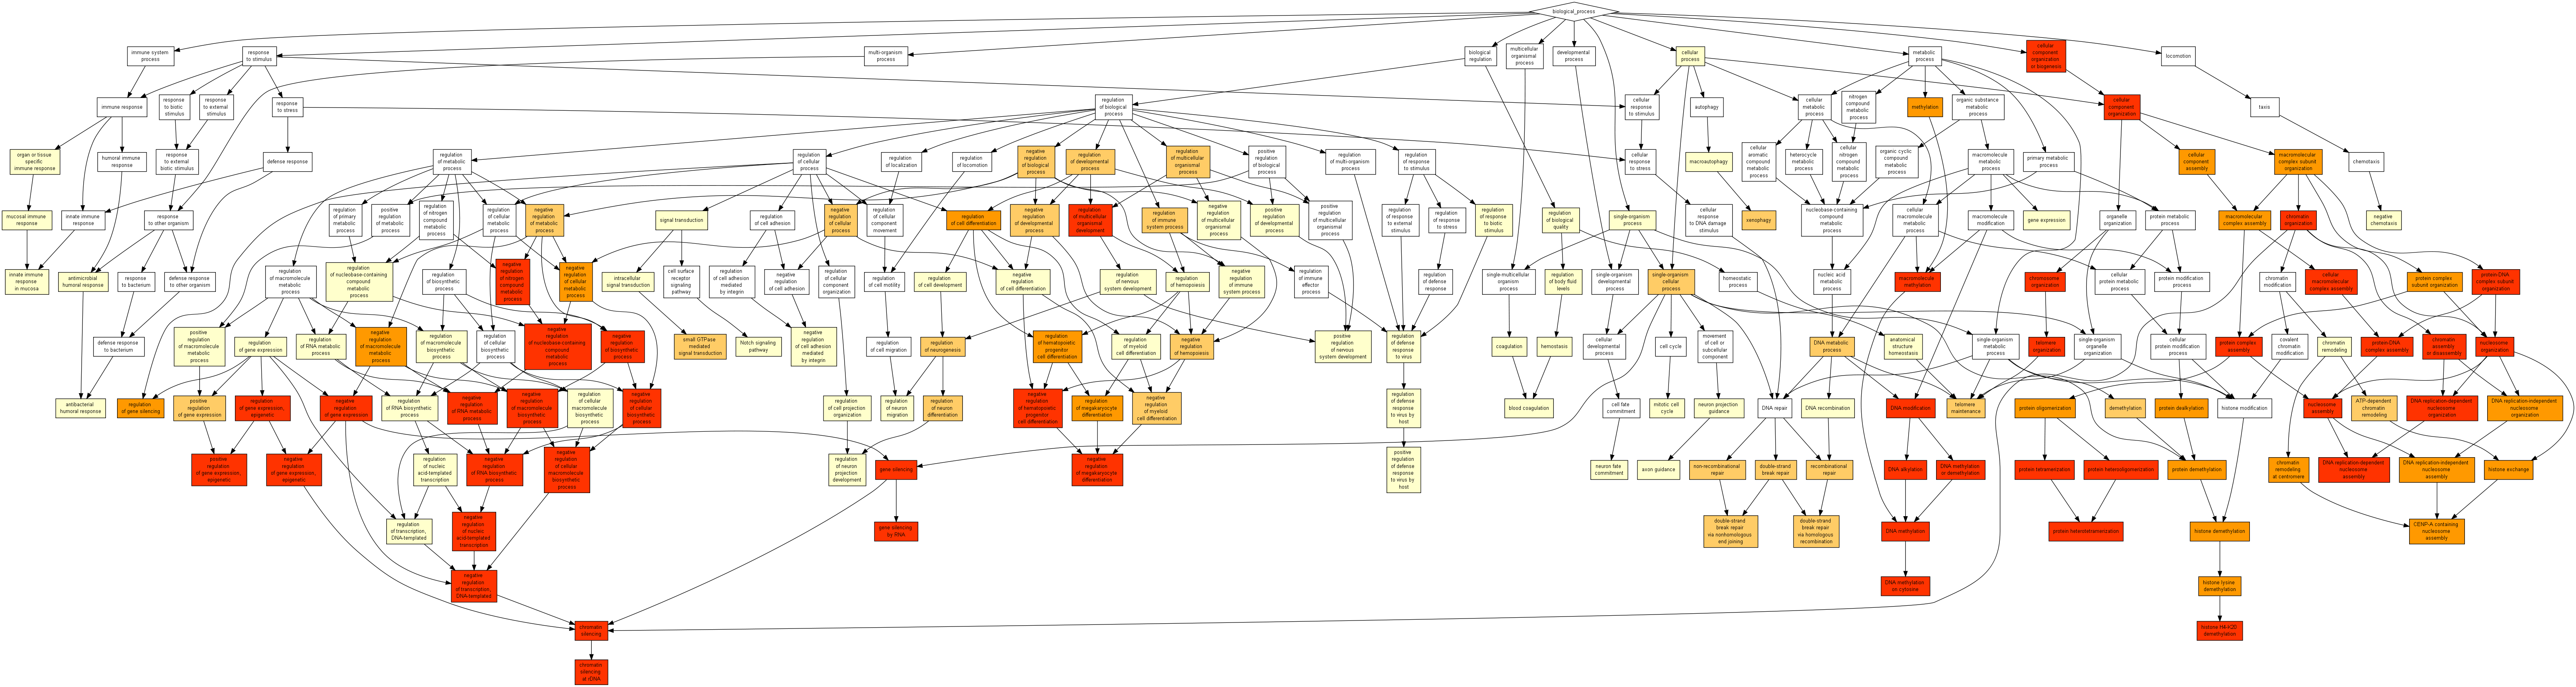 biological_process
immune system
process
response
to stimulus
multi-organism
process
biological
regulation
multicellular
organismal
process
developmental
process
cellular
process
metabolic
process
cellular
component
organization
or biogenesis
locomotion
immune response
response
to biotic
stimulus
response
to external
stimulus
response
to stress
regulation
of biological
process
cellular
response
to stimulus
autophagy
cellular
metabolic
process
nitrogen
compound
metabolic
process
methylation
organic substance
metabolic
process
cellular
component
organization
taxis
organ or tissue
specific
immune response
humoral immune
response
response
to external
biotic stimulus
defense response
regulation
of metabolic
process
regulation
of cellular
process
regulation
of localization
regulation
of locomotion
negative
regulation
of biological
process
regulation
of developmental
process
regulation
of multicellular
organismal
process
positive
regulation
of biological
process
regulation
of multi-organism
process
regulation
of response
to stimulus
cellular
response
to stress
macroautophagy
cellular
aromatic
compound
metabolic
process
heterocycle
metabolic
process
cellular
nitrogen
compound
metabolic
process
organic cyclic
compound
metabolic
process
macromolecule
metabolic
process
primary metabolic
process
cellular
component
assembly
macromolecular
complex subunit
organization
chemotaxis
mucosal immune
response
innate immune
response
response
to other organism
regulation
of primary
metabolic
process
positive
regulation
of metabolic
process
regulation
of nitrogen
compound
metabolic
process
regulation
of cellular
metabolic
process
negative
regulation
of metabolic
process
signal transduction
regulation
of cell adhesion
negative
regulation
of cellular
process
regulation
of cellular
component
movement
regulation
of cell differentiation
negative
regulation
of developmental
process
regulation
of multicellular
organismal
development
regulation
of immune
system process
negative
regulation
of multicellular
organismal
process
positive
regulation
of developmental
process
positive
regulation
of multicellular
organismal
process
regulation
of response
to external
stimulus
regulation
of response
to stress
regulation
of response
to biotic
stimulus
regulation
of biological
quality
single-organism
process
cellular
response
to DNA damage
stimulus
xenophagy
nucleobase-containing
compound
metabolic
process
cellular
macromolecule
metabolic
process
macromolecule
modification
gene expression
organelle
organization
protein metabolic
process
macromolecular
complex assembly
chromatin
organization
negative
chemotaxis
innate immune
response
in mucosa
antimicrobial
humoral response
response
to bacterium
defense response
to other organism
regulation
of macromolecule
metabolic
process
regulation
of nucleobase-containing
compound
metabolic
process
regulation
of biosynthetic
process
negative
regulation
of nitrogen
compound
metabolic
process
negative
regulation
of cellular
metabolic
process
intracellular
signal transduction
cell surface
receptor
signaling
pathway
regulation
of cell adhesion
mediated
by integrin
negative
regulation
of cell adhesion
regulation
of cellular
component
organization
regulation
of cell motility
regulation
of cell development
negative
regulation
of cell differentiation
regulation
of nervous
system development
regulation
of hemopoiesis
negative
regulation
of immune
system process
regulation
of immune
effector
process
regulation
of defense
response
single-multicellular
organism
process
regulation
of body fluid
levels
single-organism
developmental
process
single-organism
cellular
process
homeostatic
process
nucleic acid
metabolic
process
macromolecule
methylation
chromosome
organization
cellular
protein metabolic
process
protein modification
process
chromatin
modification
cellular
macromolecular
complex assembly
protein complex
subunit organization
protein-DNA
complex subunit
organization
defense response
to bacterium
positive
regulation
of macromolecule
metabolic
process
regulation
of gene expression
regulation
of RNA metabolic
process
negative
regulation
of macromolecule
metabolic
process
regulation
of macromolecule
biosynthetic
process
regulation
of cellular
biosynthetic
process
negative
regulation
of nucleobase-containing
compound
metabolic
process
negative
regulation
of biosynthetic
process
small GTPase
mediated
signal transduction
Notch signaling
pathway
negative
regulation
of cell adhesion
mediated
by integrin
regulation
of cell migration
regulation
of neurogenesis
regulation
of hematopoietic
progenitor
cell differentiation
regulation
of myeloid
cell differentiation
negative
regulation
of hemopoiesis
positive
regulation
of nervous
system development
regulation
of defense
response
to virus
coagulation
hemostasis
cellular
developmental
process
cell cycle
movement
of cell or
subcellular
component
DNA metabolic
process
anatomical
structure
homeostasis
single-organism
metabolic
process
telomere
organization
single-organism
organelle
organization
cellular
protein modification
process
protein complex
assembly
covalent
chromatin
modification
chromatin
remodeling
protein-DNA
complex assembly
chromatin
assembly
or disassembly
nucleosome
organization
antibacterial
humoral response
regulation
of gene silencing
positive
regulation
of gene expression
regulation
of gene expression,
epigenetic
negative
regulation
of gene expression
regulation
of RNA biosynthetic
process
negative
regulation
of RNA metabolic
process
negative
regulation
of macromolecule
biosynthetic
process
regulation
of cellular
macromolecule
biosynthetic
process
negative
regulation
of cellular
biosynthetic
process
regulation
of cell projection
organization
regulation
of neuron
migration
regulation
of neuron
differentiation
negative
regulation
of hematopoietic
progenitor
cell differentiation
regulation
of megakaryocyte
differentiation
negative
regulation
of myeloid
cell differentiation
regulation
of defense
response
to virus by
host
blood coagulation
cell fate
commitment
mitotic cell
cycle
neuron projection
guidance
DNA repair
DNA recombination
DNA modification
telomere
maintenance
protein oligomerization
demethylation
protein dealkylation
histone modification
nucleosome
assembly
ATP-dependent
chromatin
remodeling
DNA replication-dependent
nucleosome
organization
DNA replication-independent
nucleosome
organization
positive
regulation
of gene expression,
epigenetic
negative
regulation
of gene expression,
epigenetic
regulation
of nucleic
acid-templated
transcription
negative
regulation
of RNA biosynthetic
process
negative
regulation
of cellular
macromolecule
biosynthetic
process
regulation
of neuron
projection
development
gene silencing
negative
regulation
of megakaryocyte
differentiation
positive
regulation
of defense
response
to virus by
host
neuron fate
commitment
axon guidance
non-recombinational
repair
double-strand
break repair
recombinational
repair
DNA alkylation
DNA methylation
or demethylation
protein tetramerization
protein heterooligomerization
protein demethylation
chromatin
remodeling
at centromere
DNA replication-dependent
nucleosome
assembly
DNA replication-independent
nucleosome
assembly
histone exchange
regulation
of transcription,
DNA-templated
negative
regulation
of nucleic
acid-templated
transcription
gene silencing
by RNA
double-strand
break repair
via nonhomologous
end joining
double-strand
break repair
via homologous
recombination
DNA methylation
protein heterotetramerization
histone demethylation
CENP-A containing
nucleosome
assembly
negative
regulation
of transcription,
DNA-templated
DNA methylation
on cytosine
histone lysine
demethylation
chromatin
silencing
histone H4-K20
demethylation
chromatin
silencing
at rDNA